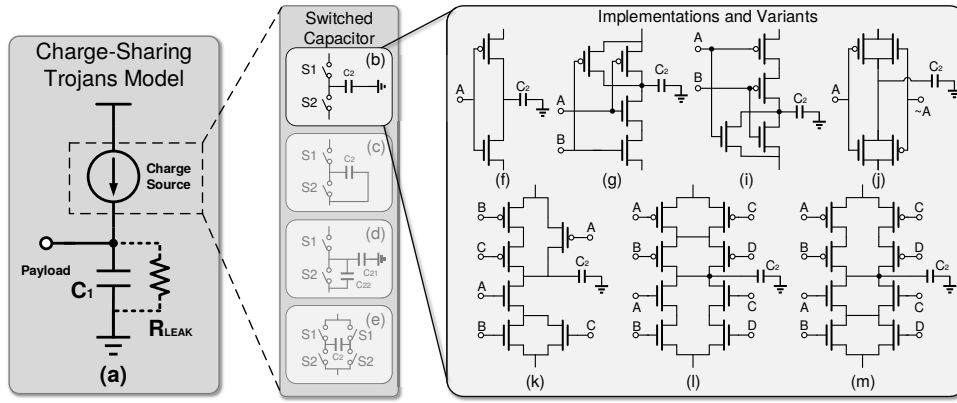 Charge-Sharing
Trojans Model
Charge
Source
Payload
C1
RLEAK
(a)
Switched
Capacitor
(b)
S1
C2
S2
(c)
S1
C2
S2
(d)
S1
S2
C21
C22
(e)
S1
S1
C2
S2
S2
Implementations and Variants
A
C2
(f)
A
B
C2
(g)
A
B
C2
(i)
A
C2
~A
(j)
B
C
A
C2
A
B
C
(k)
A
C
B
D
C2
A
C
B
D
(l)
A
C
B
D
C2
A
C
B
D
(m)